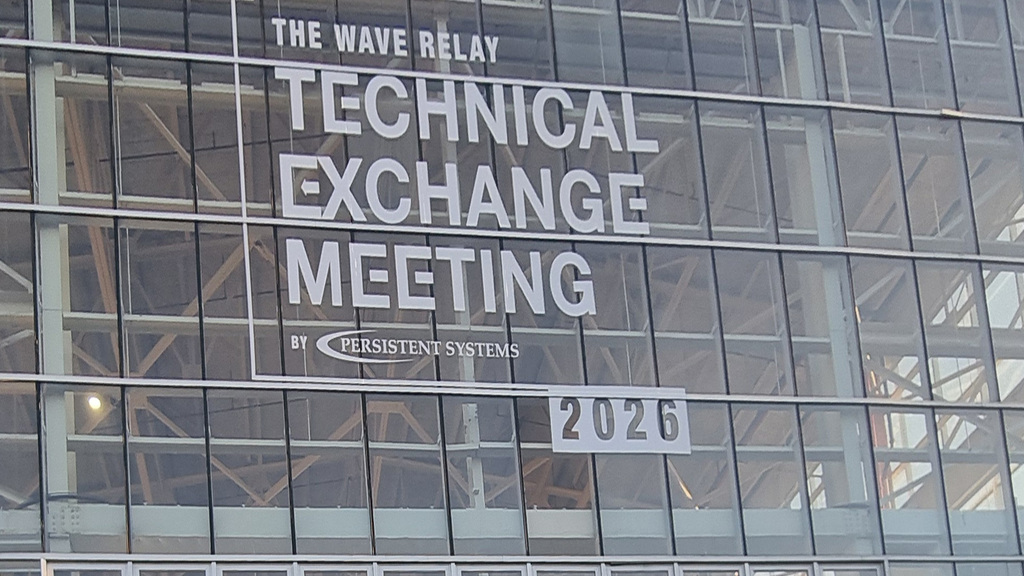 THE WAVE RELAY
TECHNICAL
EXCHANGE
MEETING
BY PERSISTENT SYSTEMS
2026